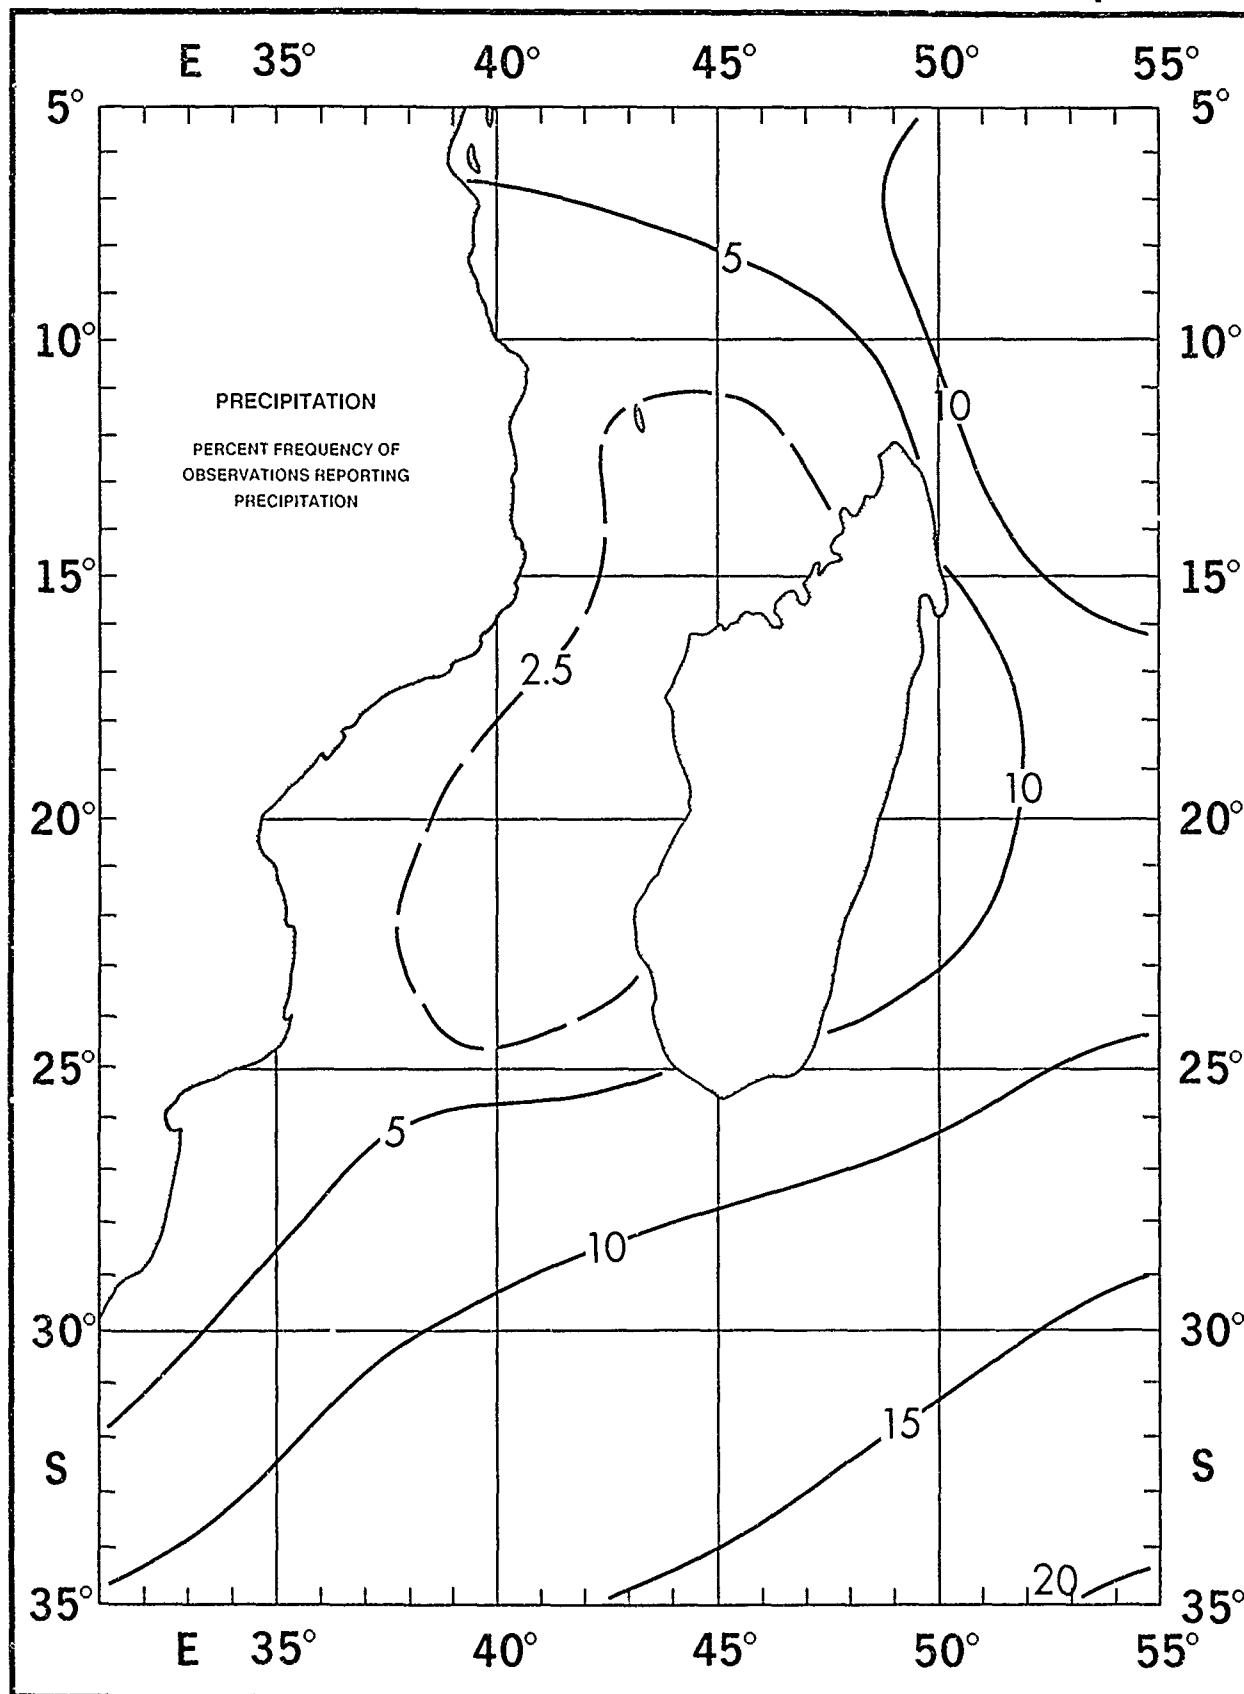 E 35° 40° 45° 50° 55°
5° 5°
5
10° 10°
PRECIPITATION
10
PERCENT FREQUENCY OF
OBSERVATIONS REPORTING
PRECIPITATION
15° 15°
2.5
10
20° 20°
25° 25°
5
10
30° 30°
15
S S
20
35° 35°
E 35° 40° 45° 50° 55°